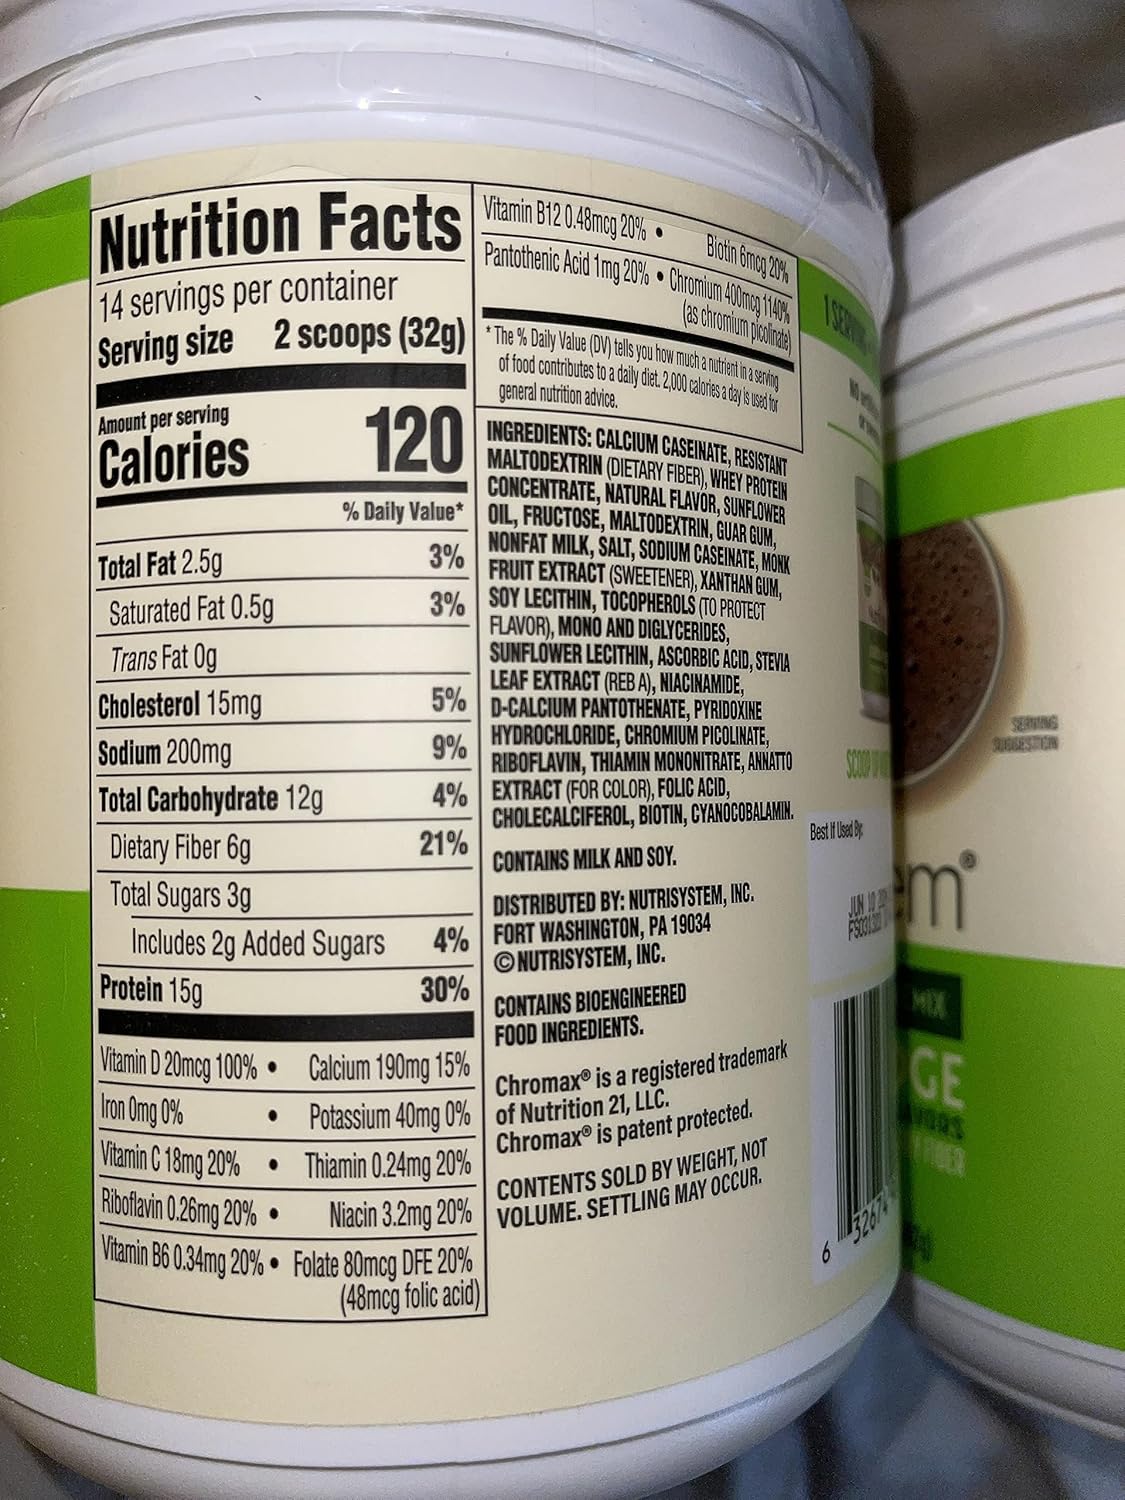 Nutrition Facts
14 servings per container
Serving size 2 scoops (32g)
Amount per serving
Calories 120
% Daily Value*
Total Fat 2.5g 3%
Saturated Fat 0.5g 3%
Trans Fat 0g
Cholesterol 15mg 5%
Sodium 200mg 9%
Total Carbohydrate 12g 4%
Dietary Fiber 6g 21%
Total Sugars 3g
Includes 2g Added Sugars 4%
Protein 15g 30%
Vitamin D 20mcg 100% • Calcium 190mg 15%
Iron 0mg 0% • Potassium 40mg 0%
Vitamin C 18mg 20% • Thiamin 0.24mg 20%
Riboflavin 0.26mg 20% • Niacin 3.2mg 20%
Vitamin B6 0.34mg 20% • Folate 80mcg DFE 20%
(48mcg folic acid)
Vitamin B12 0.48mcg 20% • Biotin 6mcg 20%
Pantothenic Acid 1mg 20% • Chromium 400mcg 1140%
(as chromium picolinate)
* The % Daily Value (DV) tells you how much a nutrient in a serving
of food contributes to a daily diet. 2,000 calories a day is used for
general nutrition advice.
INGREDIENTS: CALCIUM CASEINATE, RESISTANT
MALTODEXTRIN (DIETARY FIBER), WHEY PROTEIN
CONCENTRATE, NATURAL FLAVOR, SUNFLOWER
OIL, FRUCTOSE, MALTODEXTRIN, GUAR GUM,
NONFAT MILK, SALT, SODIUM CASEINATE, MONK
FRUIT EXTRACT (SWEETENER), XANTHAN GUM,
SOY LECITHIN, TOCOPHEROLS (TO PROTECT
FLAVOR), MONO AND DIGLYCERIDES,
SUNFLOWER LECITHIN, ASCORBIC ACID, STEVIA
LEAF EXTRACT (REB A), NIACINAMIDE,
D-CALCIUM PANTOTHENATE, PYRIDOXINE
HYDROCHLORIDE, CHROMIUM PICOLINATE,
RIBOFLAVIN, THIAMIN MONONITRATE, ANNATTO
EXTRACT (FOR COLOR), FOLIC ACID,
CHOLECALCIFEROL, BIOTIN, CYANOCOBALAMIN.
CONTAINS MILK AND SOY.
DISTRIBUTED BY: NUTRISYSTEM, INC.
FORT WASHINGTON, PA 19034
© NUTRISYSTEM, INC.
CONTAINS BIOENGINEERED
FOOD INGREDIENTS.
Chromax® is a registered trademark
of Nutrition 21, LLC.
Chromax® is patent protected.
CONTENTS SOLD BY WEIGHT, NOT
VOLUME. SETTLING MAY OCCUR.
1 SERVING
NO
SCOOP
Best If Used By:
JUN 10
6 32674
SERVING
SUGGESTION
em®
MIX
GE